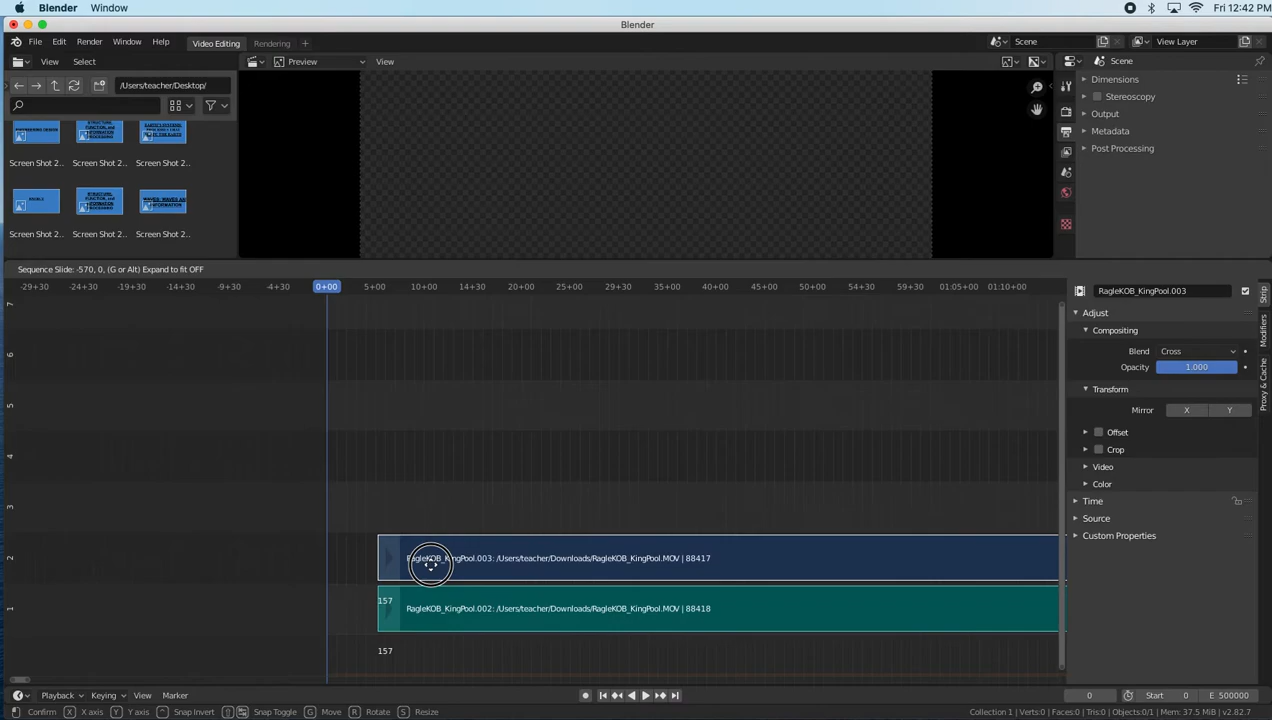 Blender Window Fri 12:42 PM
Blender
File Edit Render Window Help Video Editing Rendering + Scene View Layer
View Select Preview View Scene
/Users/teacher/Desktop/
Dimensions
Stereoscopy
Output
Metadata
Post Processing
Screen Shot 2.. Screen Shot 2.. Screen Shot 2..
Screen Shot 2.. Screen Shot 2.. Screen Shot 2..
Sequence Slide: -570, 0, (G or Alt) Expand to fit OFF
-29+30 -24+30 -19+30 -14+30 -9+30 -4+30 0+00 5+00 10+00 14+30 20+00 25+00 29+30 35+00 40+00 45+00 50+00 54+30 59+30 01:05+00 01:10+00
7
6
5
4
3
2
1
RagleKOB_KingPool.003
Adjust
Compositing
Blend Cross
Opacity 1.000
Transform
Mirror X Y
Offset
Crop
Video
Color
Time
Source
Custom Properties
Strip
Modifiers
Proxy & Cache
RagleKOB_KingPool.003: /Users/teacher/Downloads/RagleKOB_KingPool.MOV | 88417
157
RagleKOB_KingPool.002: /Users/teacher/Downloads/RagleKOB_KingPool.MOV | 88418
157
Playback Keying View Marker 0 Start 0 E 500000
Confirm X X axis Y Y axis Snap Invert Snap Toggle G Move R Rotate S Resize Collection 1 | Verts:0 | Faces:0 | Tris:0 | Objects:0/1 | Mem: 37.5 MiB | v2.82.7